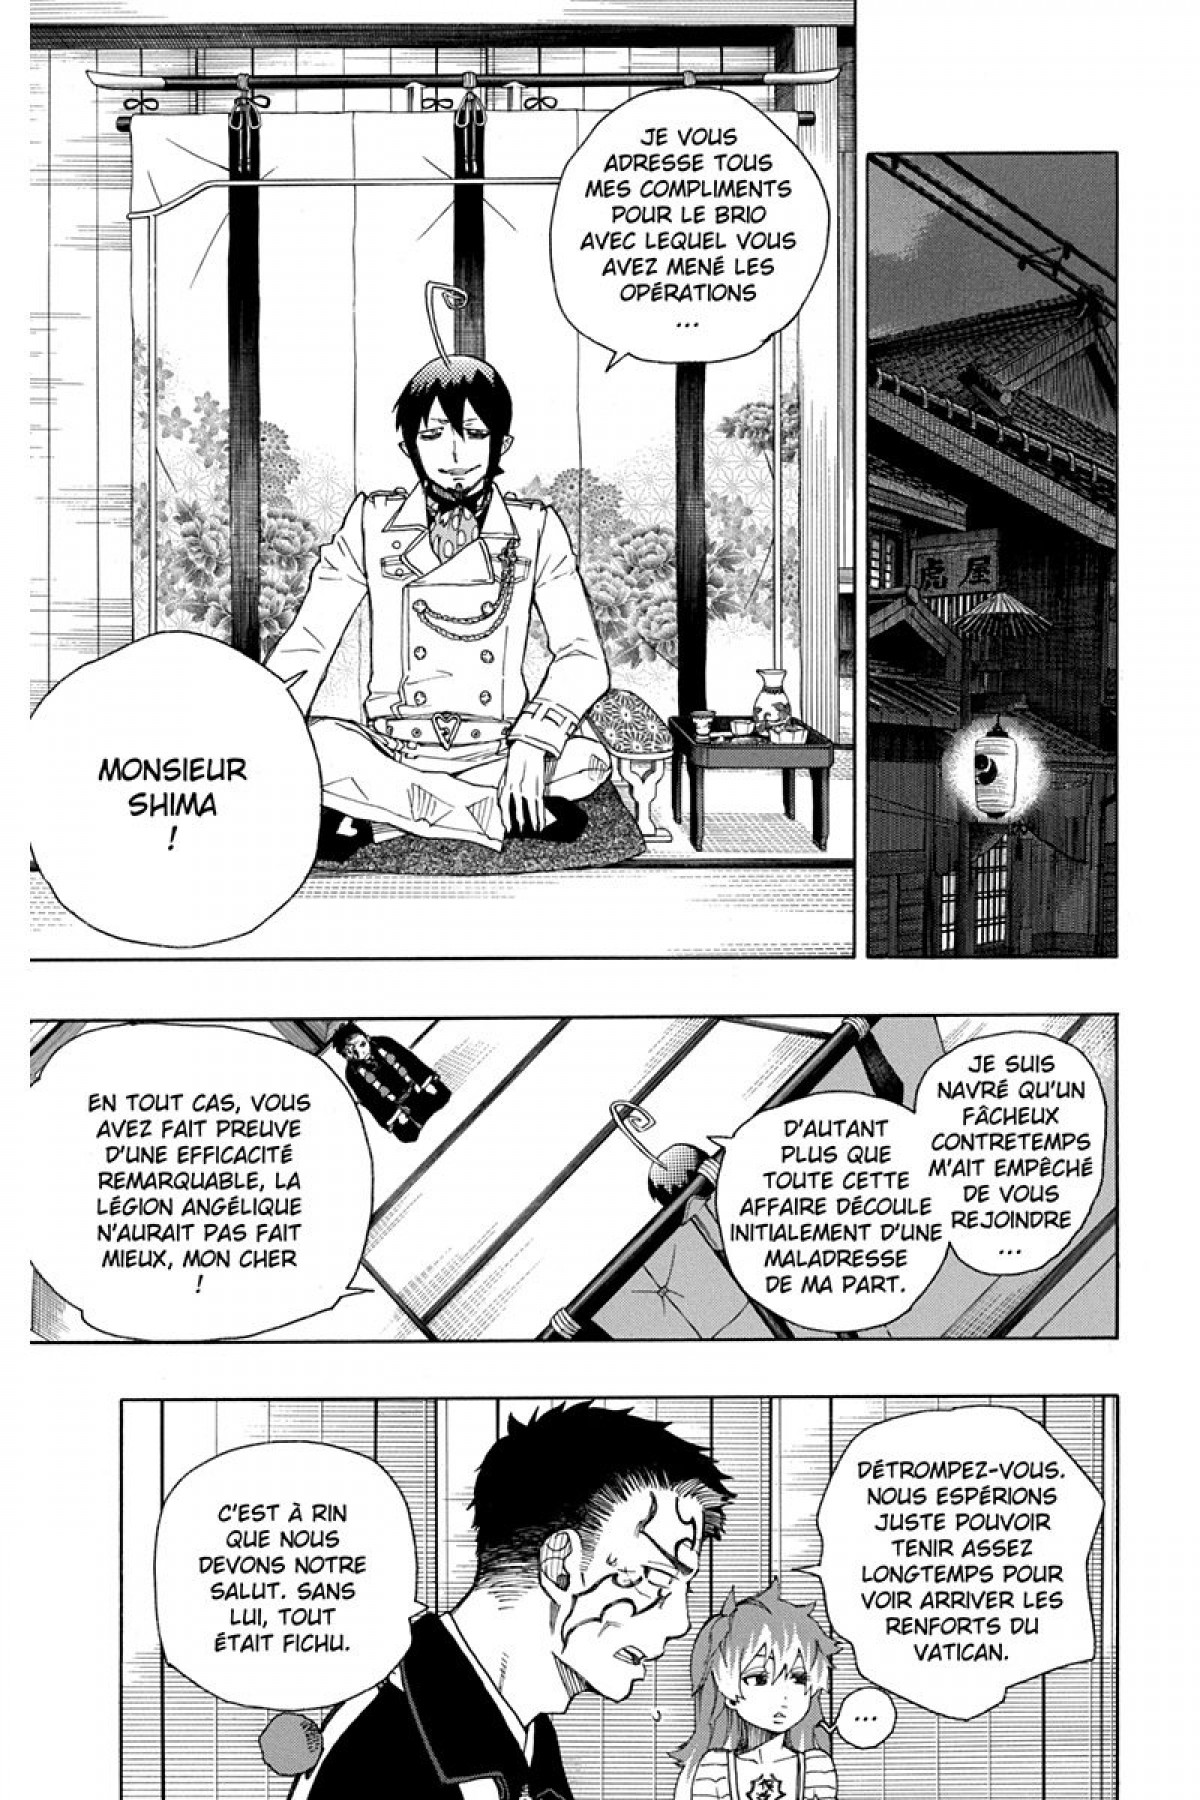 虎屋
JE VOUS
ADRESSE TOUS
MES COMPLIMENTS
POUR LE BRIO
AVEC LEQUEL VOUS
AVEZ MENÉ LES
OPÉRATIONS
...
MONSIEUR
SHIMA
!
JE SUIS
NAVRÉ QU'UN
FÂCHEUX
CONTRETEMPS
M'AIT EMPÊCHÉ
DE VOUS
REJOINDRE
...
D'AUTANT
PLUS QUE
TOUTE CETTE
AFFAIRE DÉCOULE
INITIALEMENT D'UNE
MALADRESSE
DE MA PART.
EN TOUT CAS, VOUS
AVEZ FAIT PREUVE
D'UNE EFFICACITÉ
REMARQUABLE, LA
LÉGION ANGÉLIQUE
N'AURAIT PAS FAIT
MIEUX, MON CHER
!
DÉTROMPEZ-VOUS.
NOUS ESPÉRIONS
JUSTE POUVOIR
TENIR ASSEZ
LONGTEMPS POUR
VOIR ARRIVER LES
RENFORTS DU
VATICAN.
...
C'EST À RIN
QUE NOUS
DEVONS NOTRE
SALUT. SANS
LUI, TOUT
ÉTAIT FICHU.